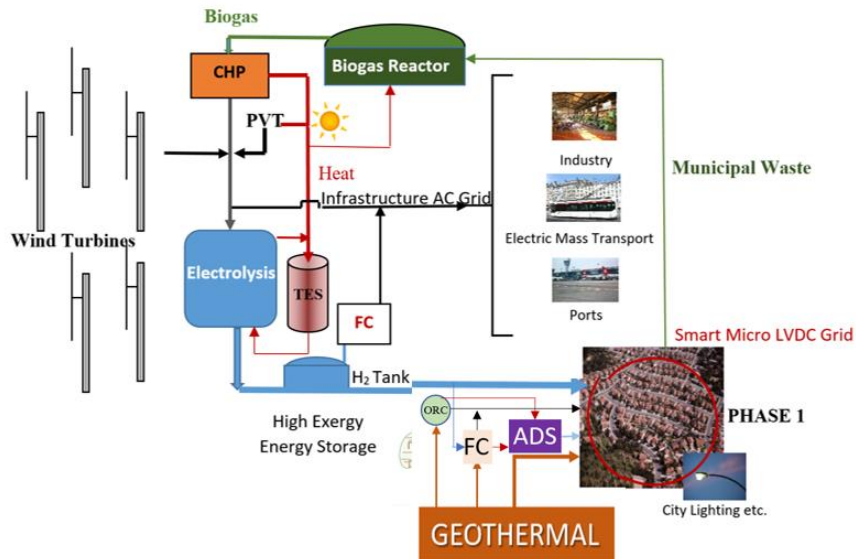 Biogas
CHP
Biogas Reactor
PVT
Heat
Industry
Municipal Waste
Infrastructure AC Grid
Wind Turbines
Electric Mass Transport
Electrolysis
TES
FC
Ports
Smart Micro LVDC Grid
H2 Tank
High Exergy
Energy Storage
ORC
FC
ADS
PHASE 1
City Lighting etc.
GEOTHERMAL